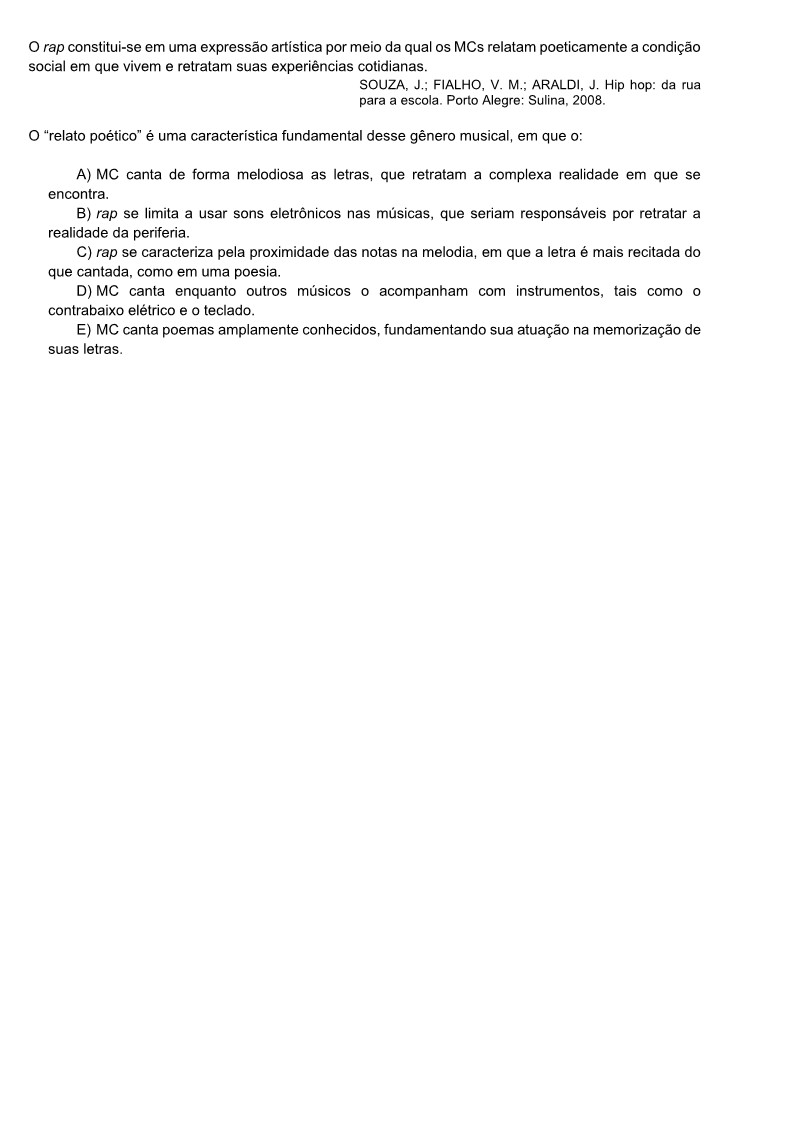 O rap constitui-se em uma expressão artística por meio da qual os MCs relatam poeticamente a condição
social em que vivem e retratam suas experiências cotidianas.
SOUZA, J.; FIALHO, V. M.; ARALDI, J. Hip hop: da rua
para a escola. Porto Alegre: Sulina, 2008.
O “relato poético” é uma característica fundamental desse gênero musical, em que o:
A) MC canta de forma melodiosa as letras, que retratam a complexa realidade em que se
encontra.
B) rap se limita a usar sons eletrônicos nas músicas, que seriam responsáveis por retratar a
realidade da periferia.
C) rap se caracteriza pela proximidade das notas na melodia, em que a letra é mais recitada do
que cantada, como em uma poesia.
D) MC canta enquanto outros músicos o acompanham com instrumentos, tais como o
contrabaixo elétrico e o teclado.
E) MC canta poemas amplamente conhecidos, fundamentando sua atuação na memorização de
suas letras.